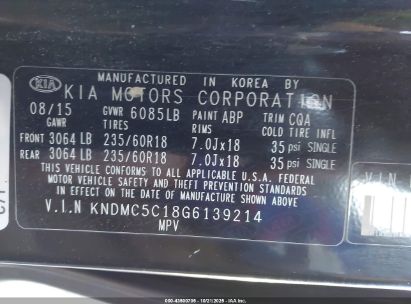 MANUFACTURED IN KOREA BY
KIA KIA MOTORS CORPORATION
08/15 GVWR 6085LB PAINT ABP TRIM CQA
GAWR TIRES RIMS COLD TIRE INFL
FRONT 3064 LB 235/60R18 7.0Jx18 35 psi SINGLE
REAR 3064 LB 235/60R18 7.0Jx18 35 psi SINGLE
THIS VEHICLE CONFORMS TO ALL APPLICABLE U.S.A. FEDERAL
MOTOR VEHICLE SAFETY AND THEFT PREVENTION STANDARDS
IN EFFECT ON THE DATE OF MANUFACTURE SHOWN ABOVE.
V.I.N KNDMC5C18G6139214
MPV
V.I.N